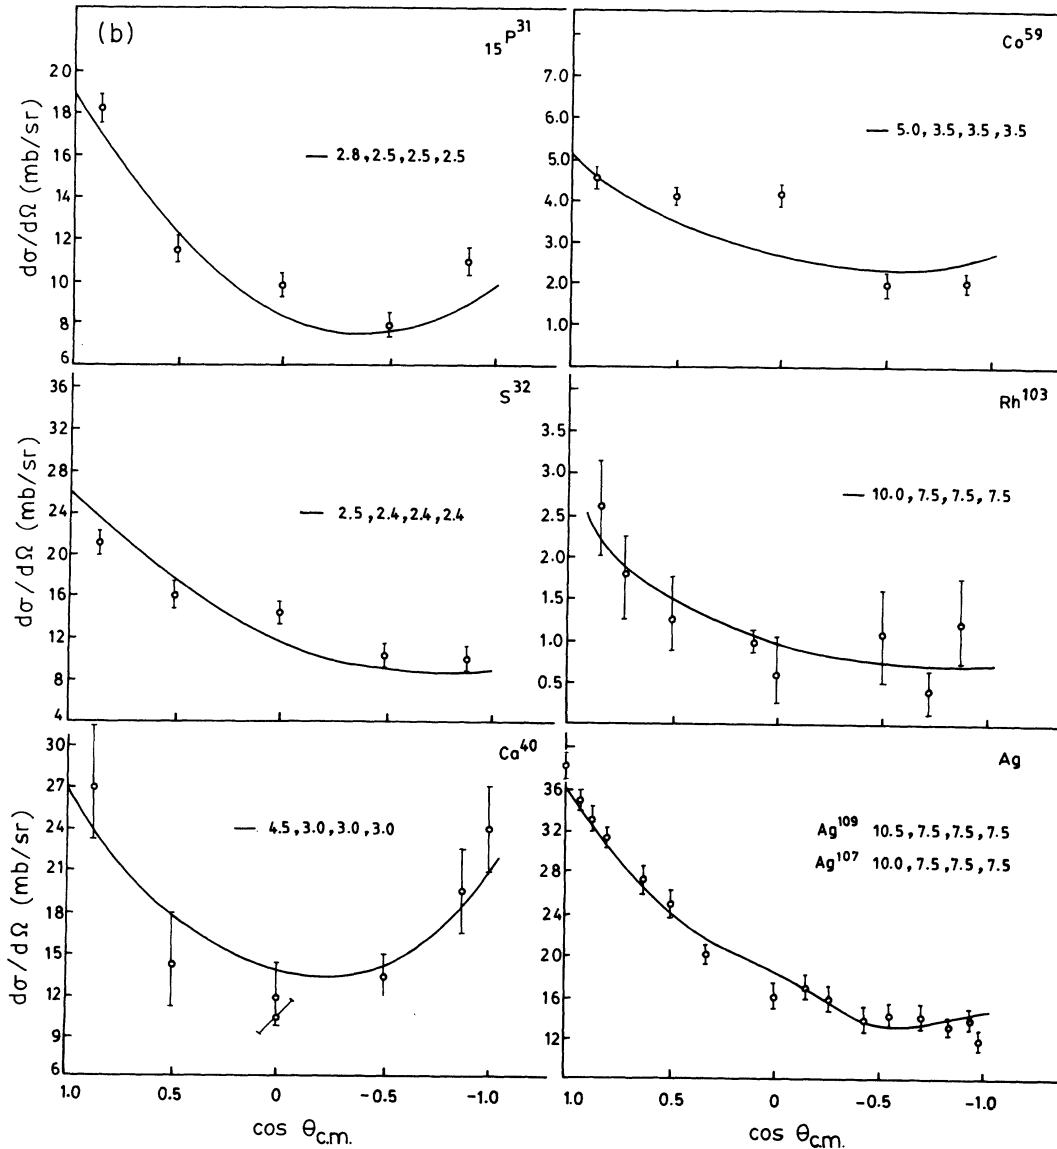 (b)
15P31
20
18
16
14
12
10
8
6
dσ/dΩ (mb/sr)
2.8, 2.5, 2.5, 2.5
Co59
7.0
5.0
4.0
3.0
2.0
1.0
5.0, 3.5, 3.5, 3.5
S32
36
32
28
24
20
16
12
8
4
dσ/dΩ (mb/sr)
2.5, 2.4, 2.4, 2.4
Rh103
3.5
3.0
2.5
2.0
1.5
1.0
0.5
10.0, 7.5, 7.5, 7.5
Ca40
30
27
24
21
18
15
12
9
6
dσ/dΩ (mb/sr)
4.5, 3.0, 3.0, 3.0
1.0 0.5 0 -0.5 -1.0
cos θc.m.
Ag
36
32
28
24
20
16
12
Ag109 10.5, 7.5, 7.5, 7.5
Ag107 10.0, 7.5, 7.5, 7.5
1.0 0.5 0 -0.5 -1.0
cos θc.m.